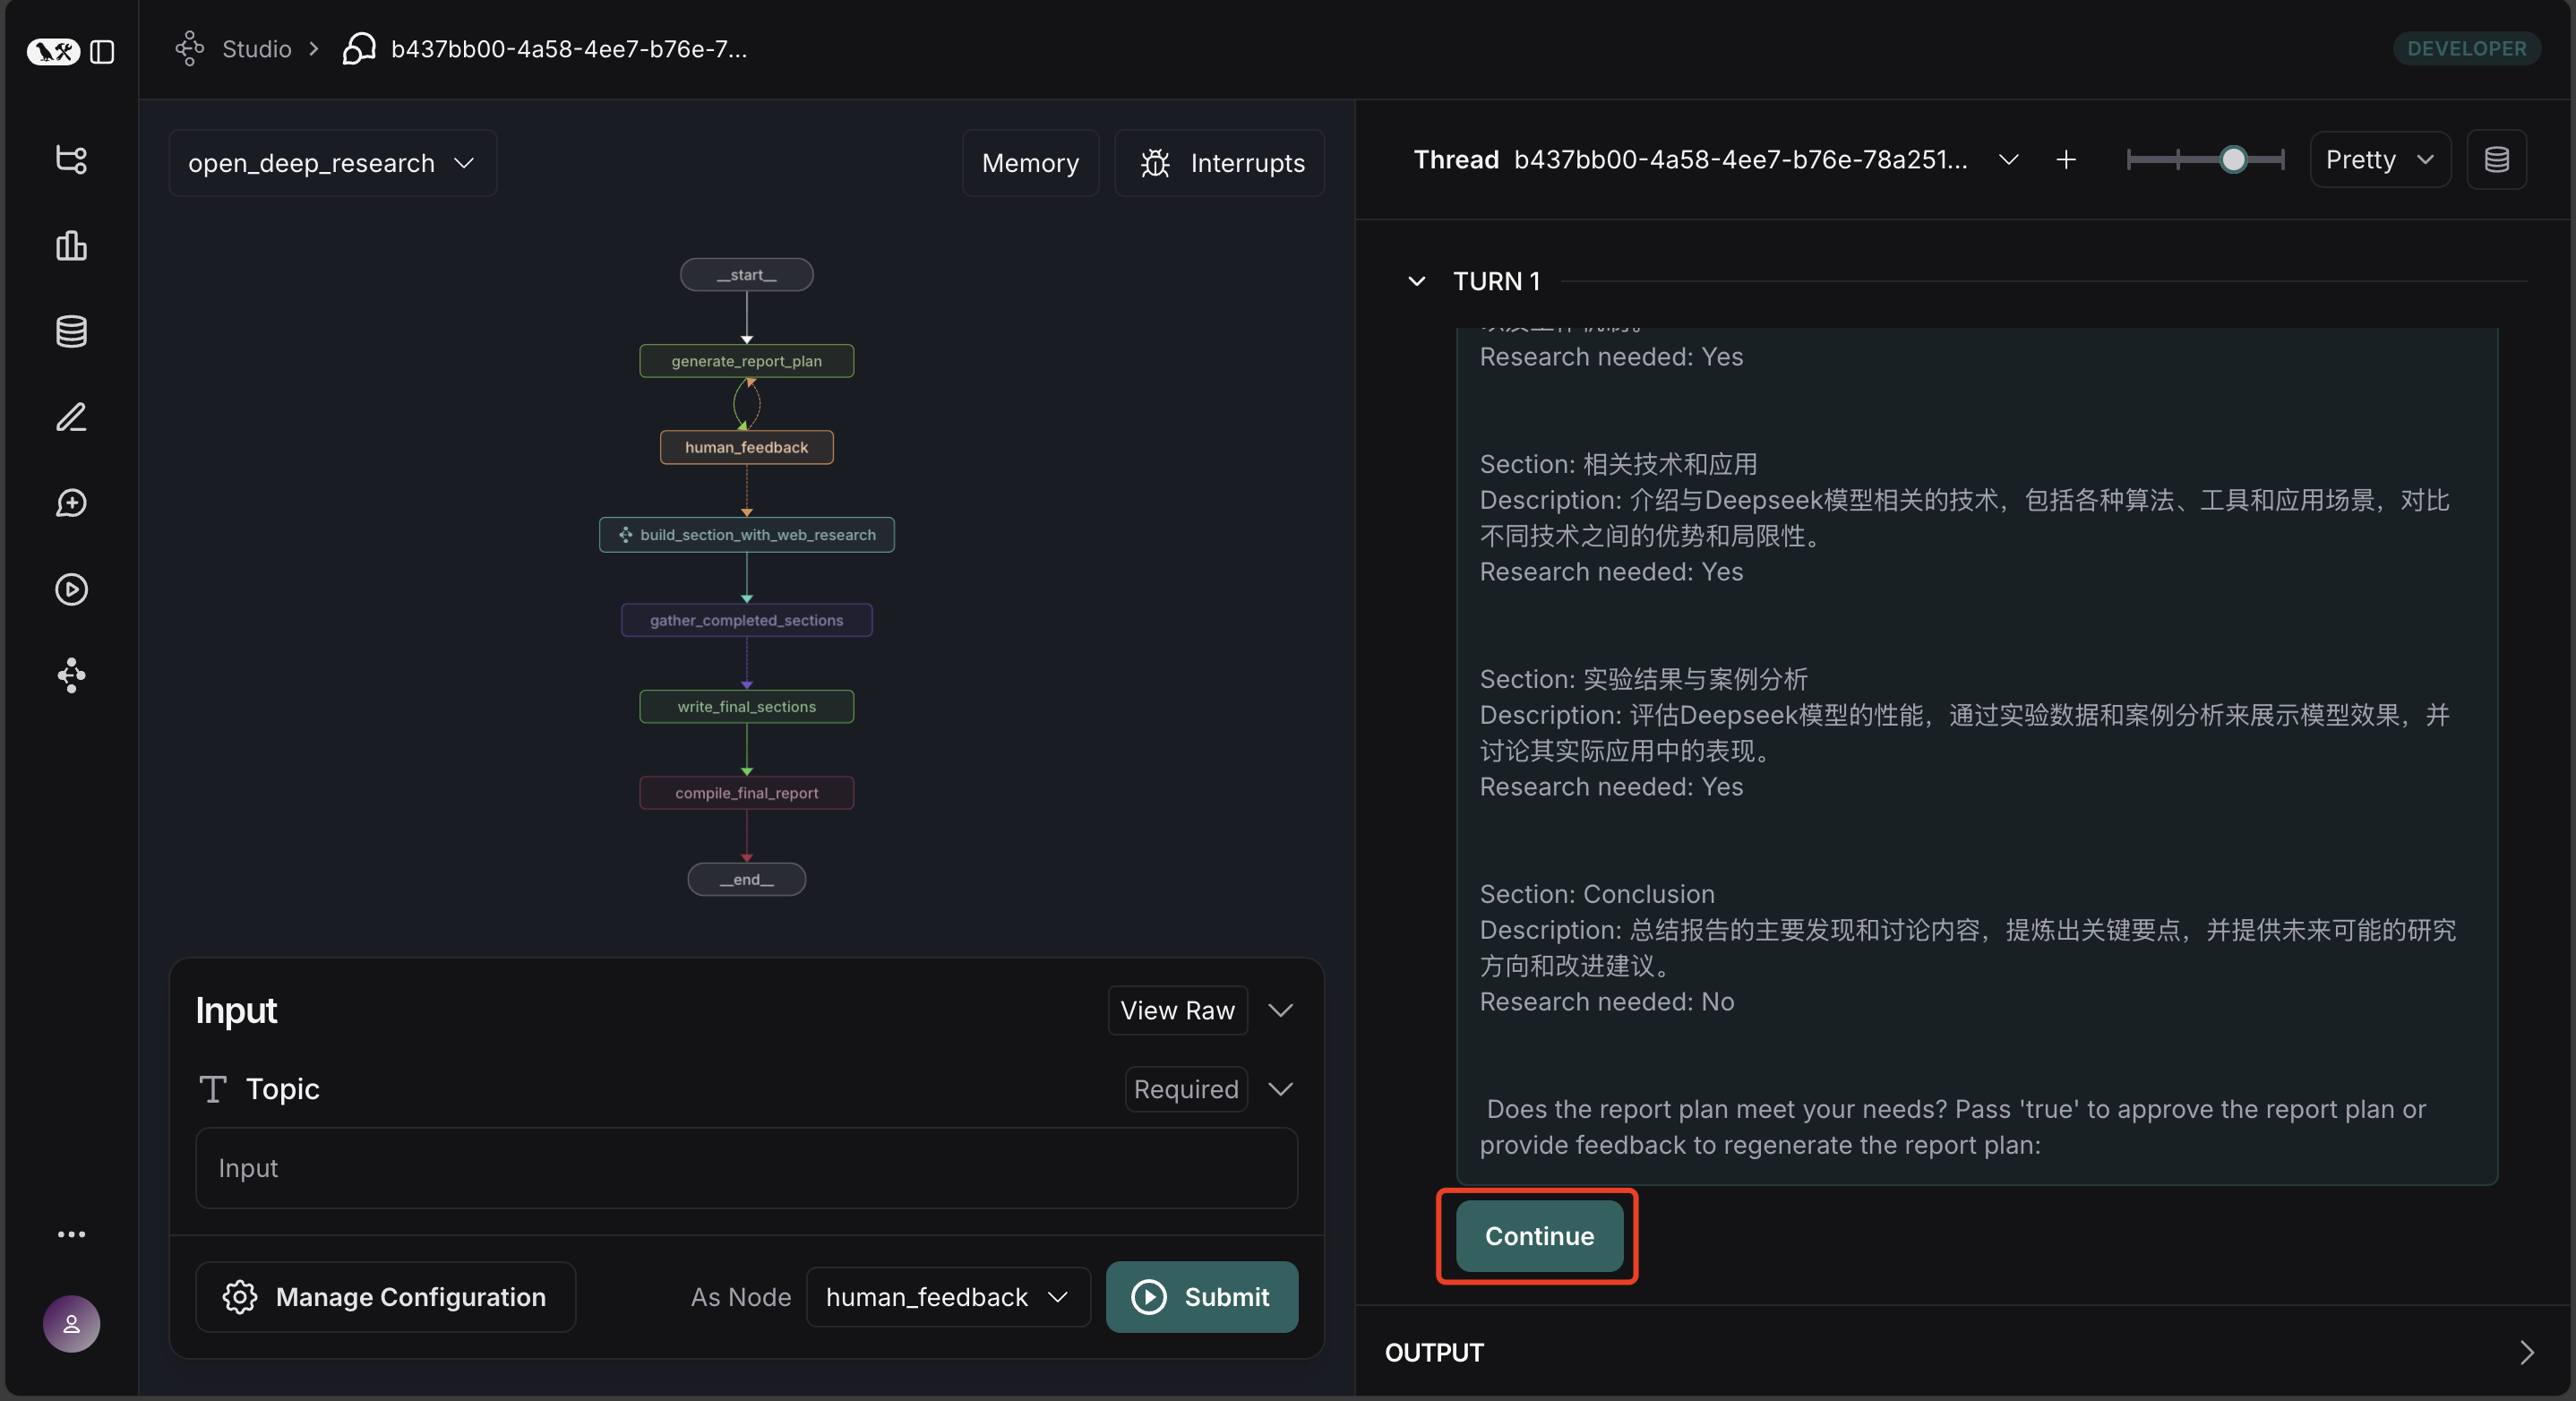 Studio
b437bb00-4a58-4ee7-b76e-7...
DEVELOPER
open_deep_research
Memory
Interrupts
__start__
generate_report_plan
human_feedback
build_section_with_web_research
gather_completed_sections
write_final_sections
compile_final_report
__end__
Input
View Raw
Topic
Required
Input
Manage Configuration
As Node
human_feedback
Submit
Thread b437bb00-4a58-4ee7-b76e-78a251...
Pretty
TURN 1
Research needed: Yes
Section: 相关技术和应用
Description: 介绍与Deepseek模型相关的技术，包括各种算法、工具和应用场景，对比
不同技术之间的优势和局限性。
Research needed: Yes
Section: 实验结果与案例分析
Description: 评估Deepseek模型的性能，通过实验数据和案例分析来展示模型效果，并
讨论其实际应用中的表现。
Research needed: Yes
Section: Conclusion
Description: 总结报告的主要发现和讨论内容，提炼出关键要点，并提供未来可能的研究
方向和改进建议。
Research needed: No
Does the report plan meet your needs? Pass 'true' to approve the report plan or
provide feedback to regenerate the report plan:
Continue
OUTPUT